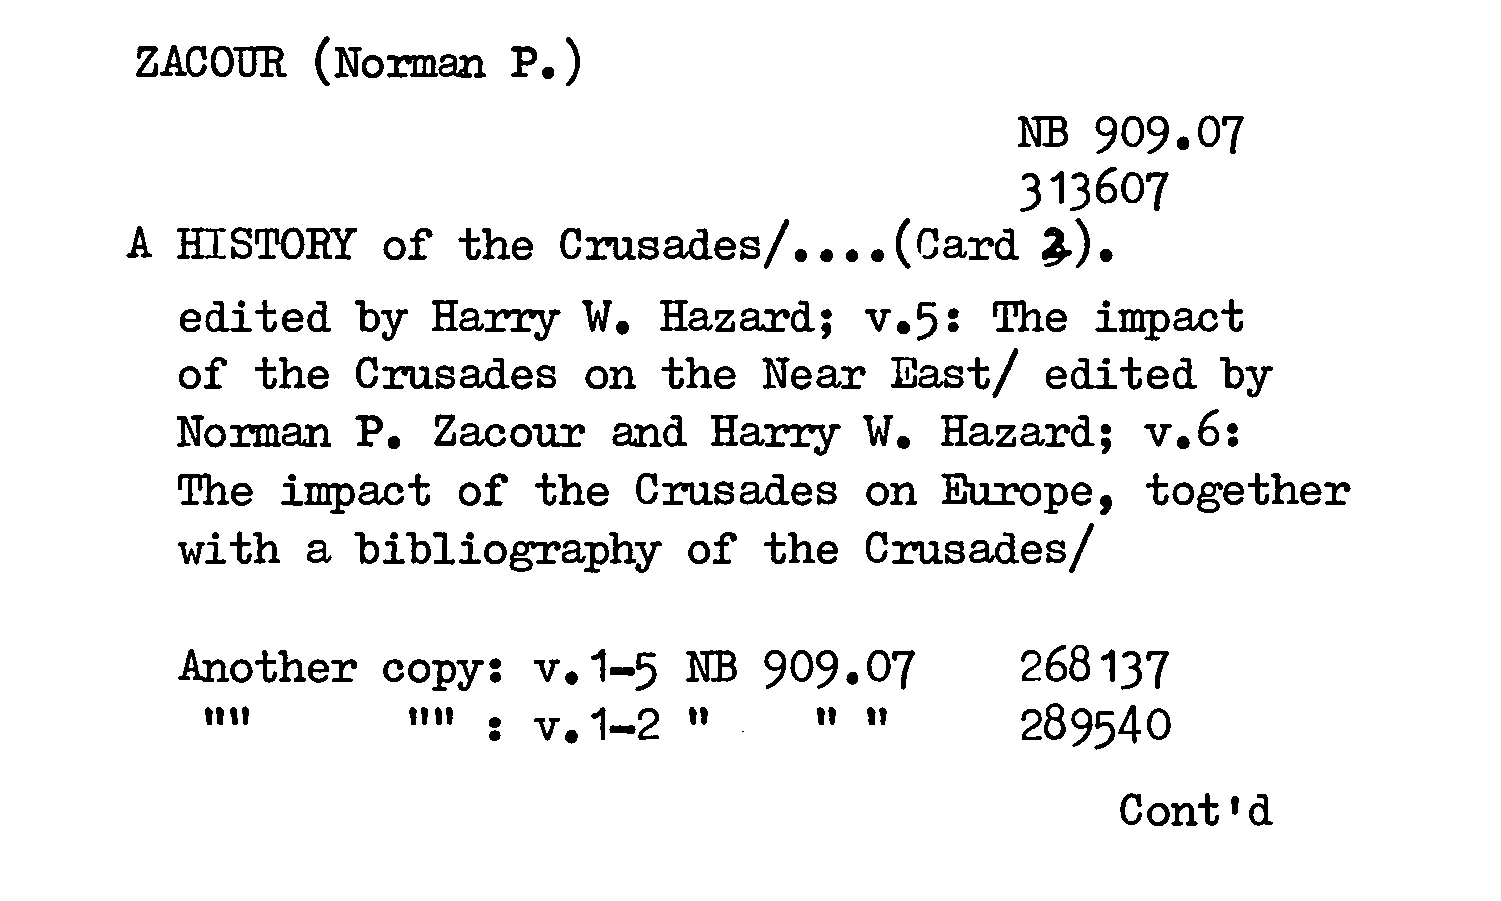 ZACOUR (Norman P.)
NB 909.07
313607
A HISTORY of the Crusades/....(Card 2).
edited by Harry W. Hazard; v.5: The impact
of the Crusades on the Near East/ edited by
Norman P. Zacour and Harry W. Hazard; v.6:
The impact of the Crusades on Europe, together
with a bibliography of the Crusades/
Another copy: v.1-5 NB 909.07 268137
"" "" : v.1-2 " " " 289540
Cont'd